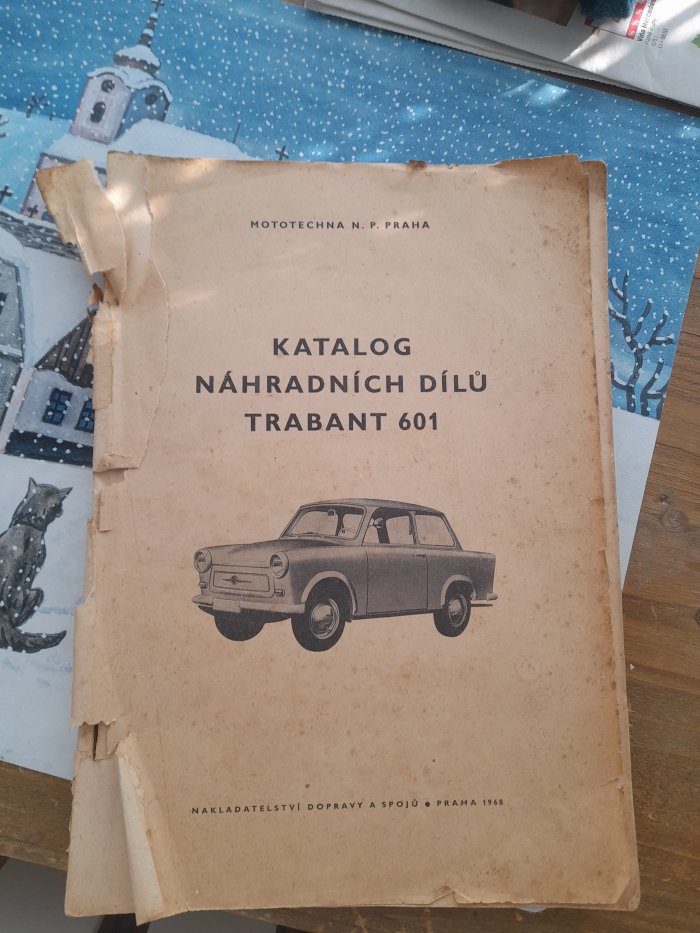 MOTOTECHNA N. P. PRAHA
KATALOG
NÁHRADNÍCH DÍLŮ
TRABANT 601
NAKLADATELSTVÍ DOPRAVY A SPOJŮ ● PRAHA 1968